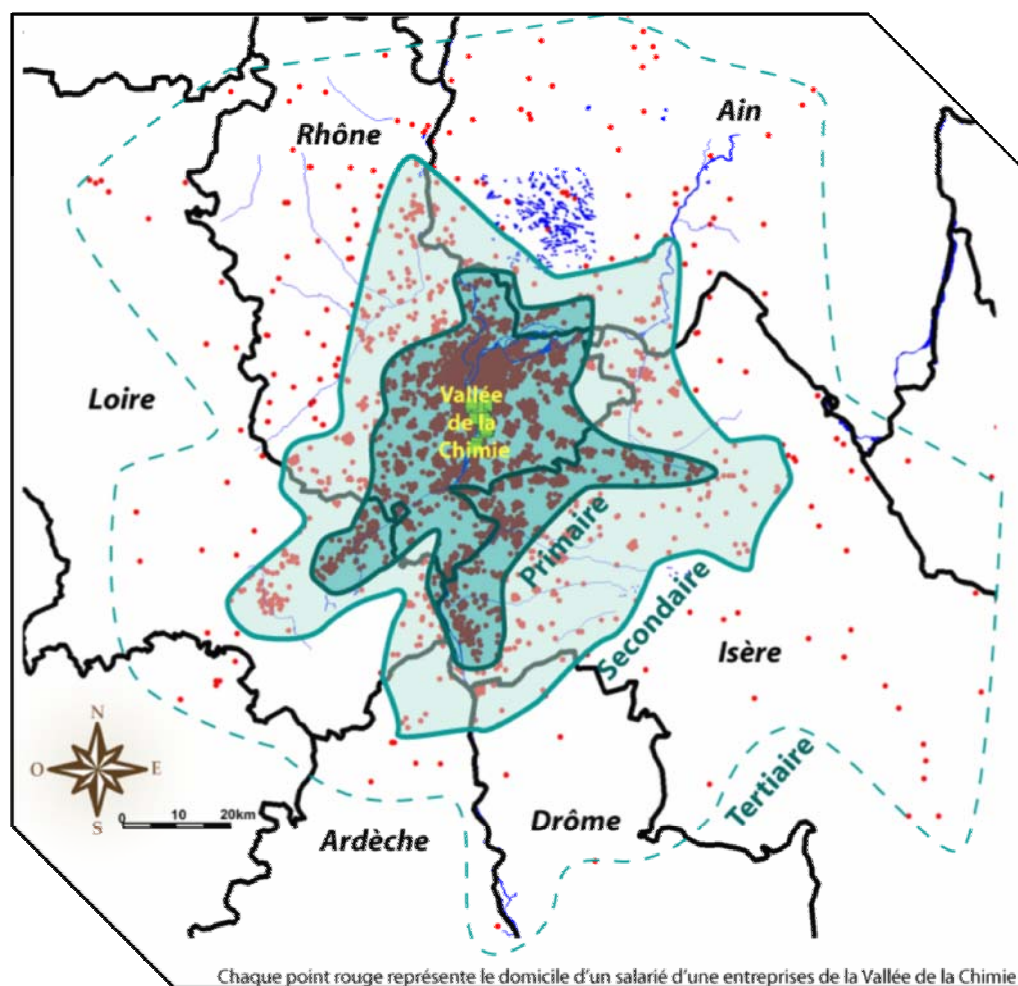 Rhône
Ain
Loire
Vallée
de la
Chimie
Primaire
Secondaire
Isère
Tertiaire
N
O
E
S
0 10 20km
Ardèche
Drôme
Chaque point rouge représente le domicile d'un salarié d'une entreprises de la Vallée de la Chimie